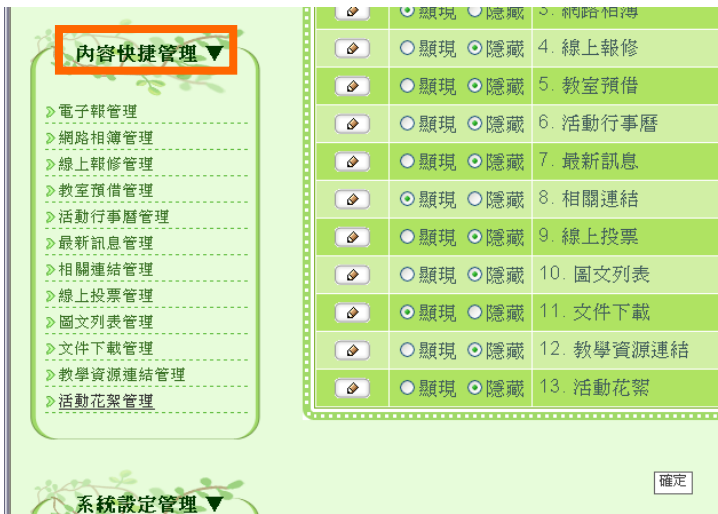 內容快捷管理 ▼
電子報管理
網路相簿管理
線上報修管理
教室預借管理
活動行事曆管理
最新訊息管理
相關連結管理
線上投票管理
圖文列表管理
文件下載管理
教學資源連結管理
活動花絮管理
系統設定管理 ▼
顯現 隱藏 3. 網路相簿
顯現 隱藏 4. 線上報修
顯現 隱藏 5. 教室預借
顯現 隱藏 6. 活動行事曆
顯現 隱藏 7. 最新訊息
顯現 隱藏 8. 相關連結
顯現 隱藏 9. 線上投票
顯現 隱藏 10. 圖文列表
顯現 隱藏 11. 文件下載
顯現 隱藏 12. 教學資源連結
顯現 隱藏 13. 活動花絮
確定